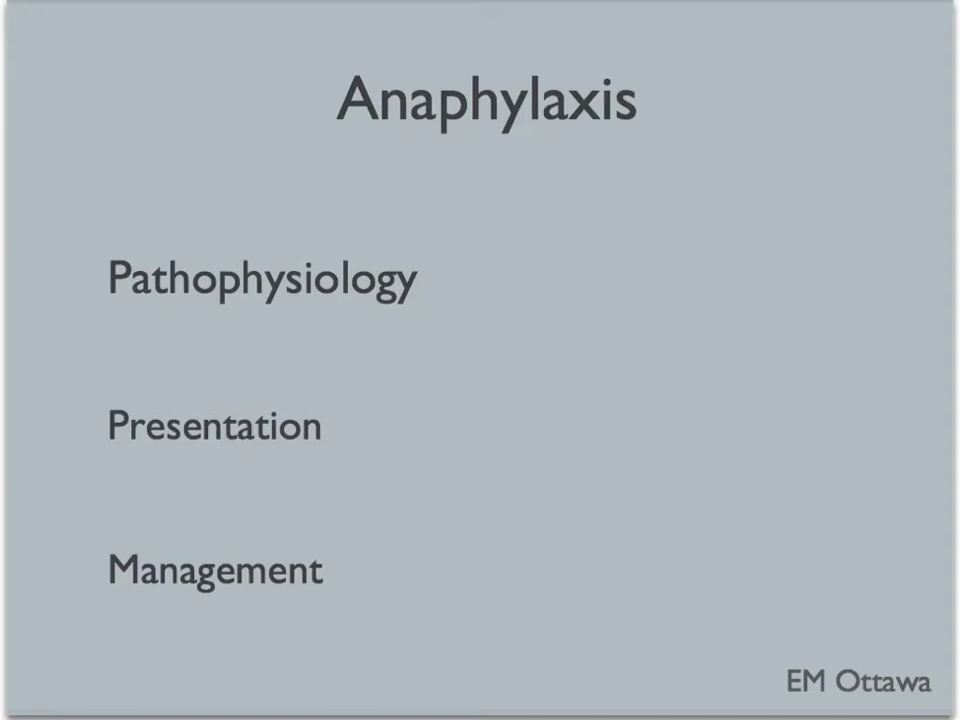 Anaphylaxis
Pathophysiology
Presentation
Management
EM Ottawa